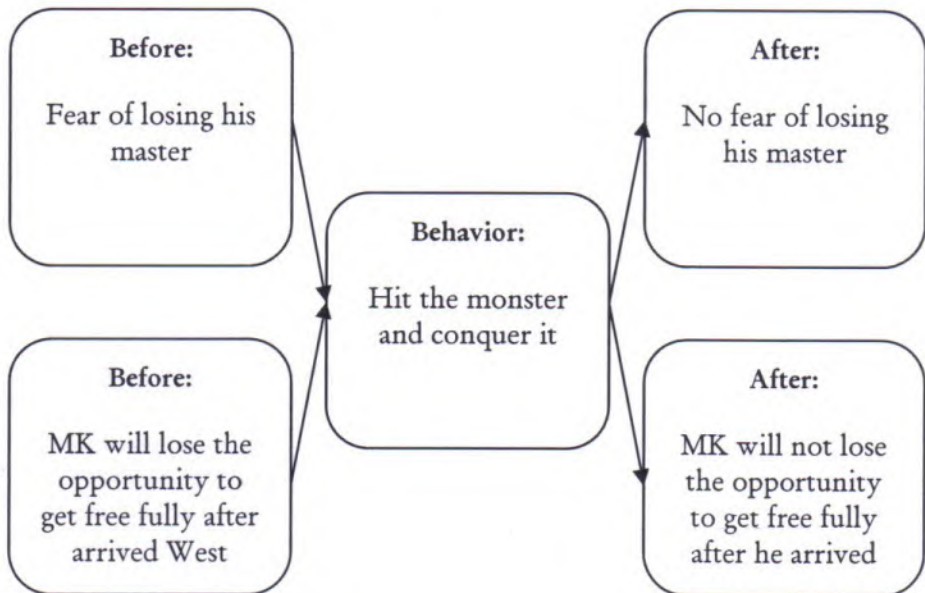 Before:
Fear of losing his
master
Before:
MK will lose the
opportunity to
get free fully after
arrived West
Behavior:
Hit the monster
and conquer it
After:
No fear of losing
his master
After:
MK will not lose
the opportunity
to get free fully
after he arrived